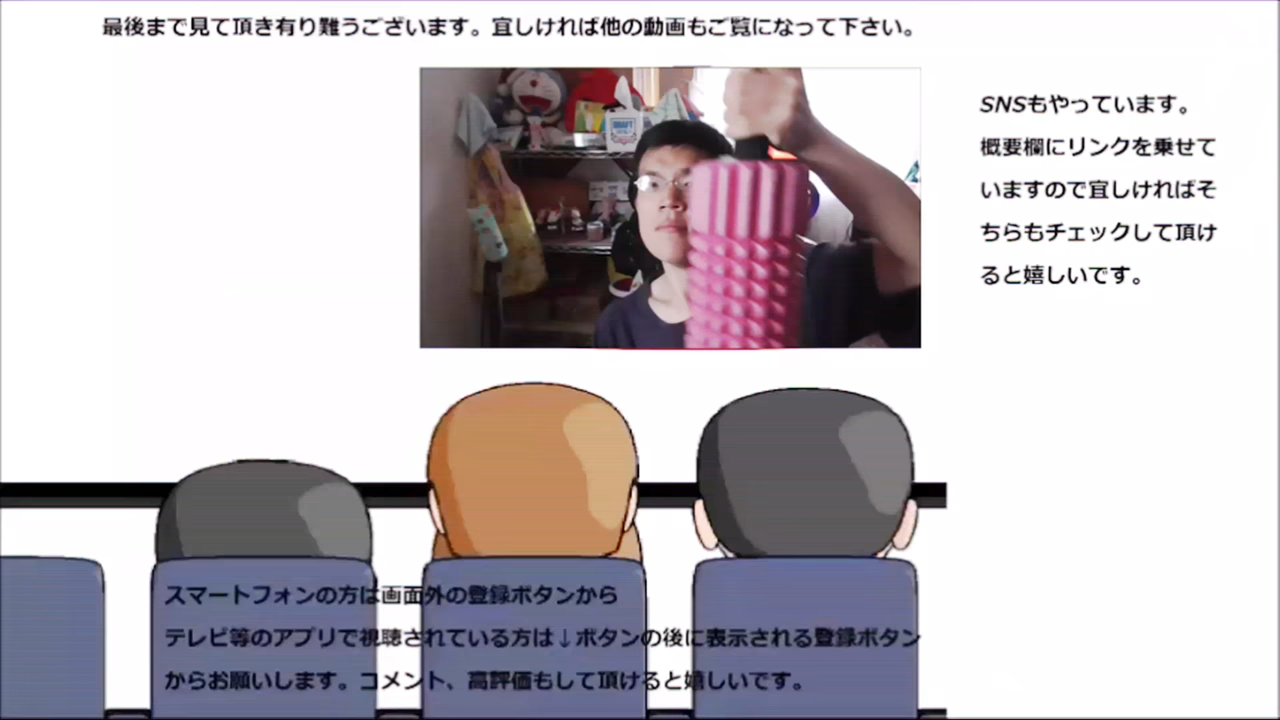 最後まで見て頂き有り難うございます。宜しければ他の動画もご覧になって下さい。
SNSもやっています。
概要欄にリンクを乗せて
いますので宜しければそ
ちらもチェックして頂け
ると嬉しいです。
スマートフォンの方は画面外の登録ボタンから
テレビ等のアプリで視聴されている方は↓ボタンの後に表示される登録ボタン
からお願いします。コメント、高評価もして頂けると嬉しいです。